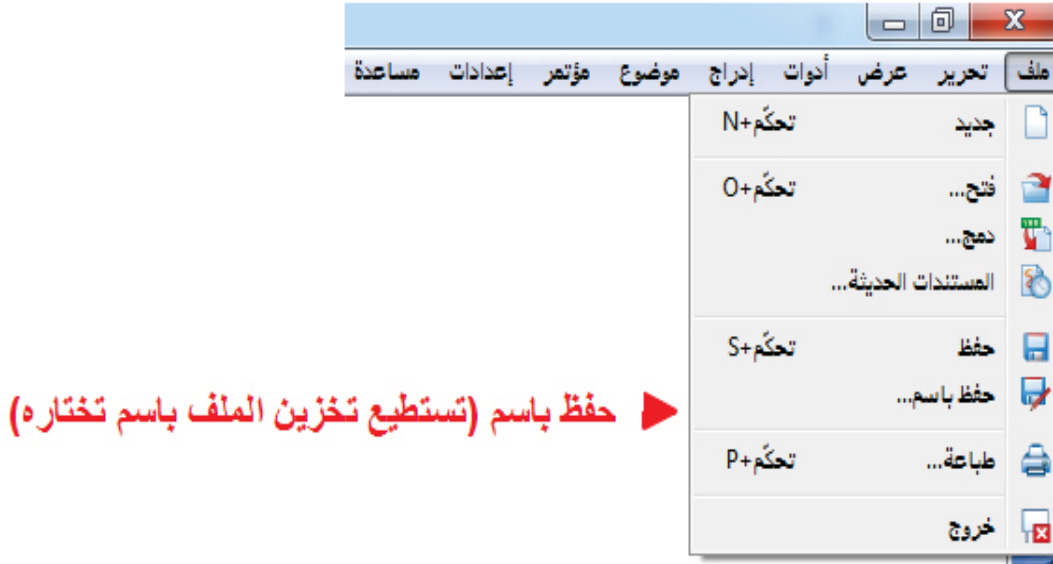 ملف تحرير عرض أدوات إدراج موضوع مؤتمر إعدادات مساعدة
جديد تحكّم+N
فتح... تحكّم+O
دمج...
المستندات الحديثة...
حفظ تحكّم+S
حفظ باسم...
حفظ باسم (تستطيع تخزين الملف باسم تختاره)
طباعة... تحكّم+P
خروج